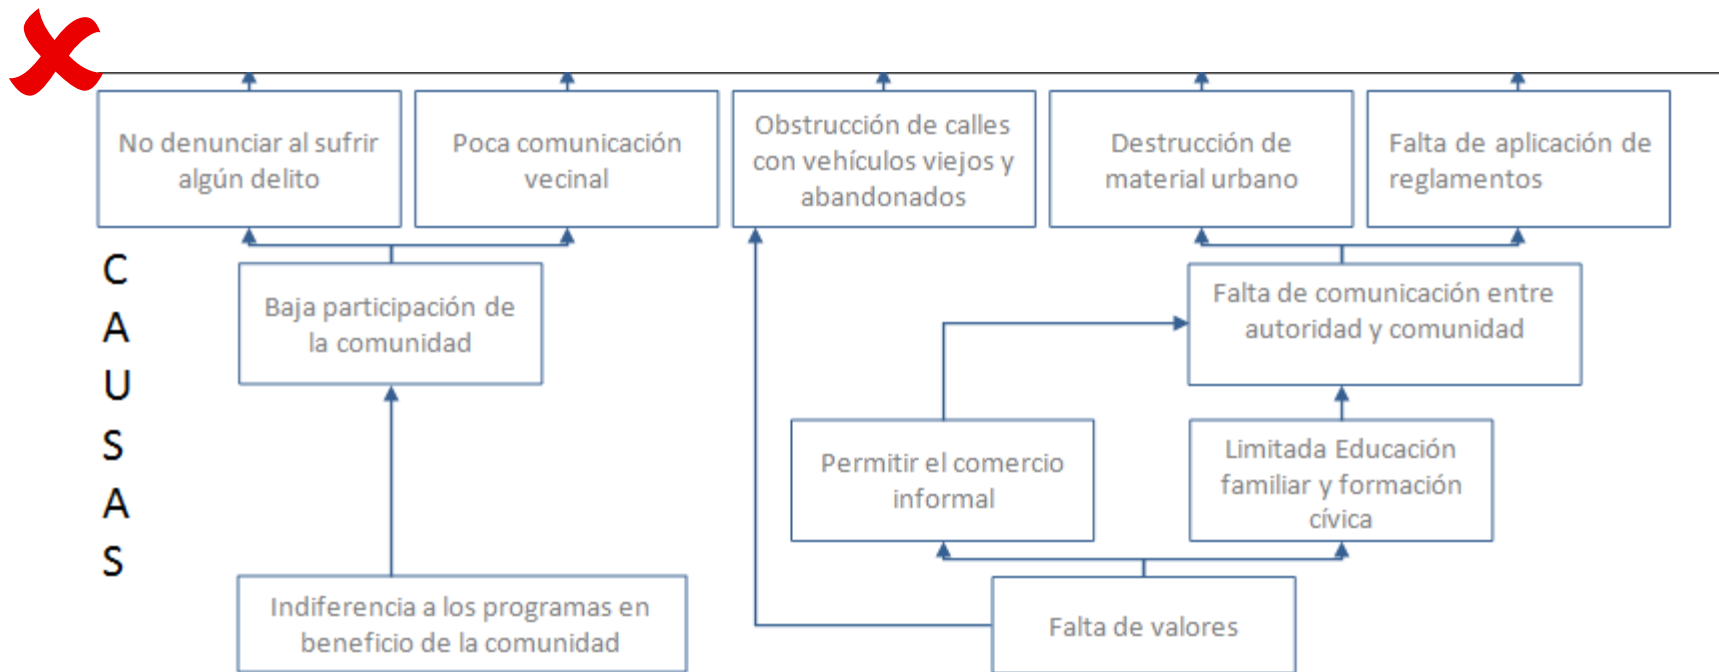 No denunciar al sufrir
algún delito
Poca comunicación
vecinal
Obstrucción de calles
con vehículos viejos y
abandonados
Destrucción de
material urbano
Falta de aplicación de
reglamentos
C
A
U
S
A
S
Baja participación de
la comunidad
Falta de comunicación entre
autoridad y comunidad
Permitir el comercio
informal
Limitada Educación
familiar y formación
cívica
Indiferencia a los programas en
beneficio de la comunidad
Falta de valores